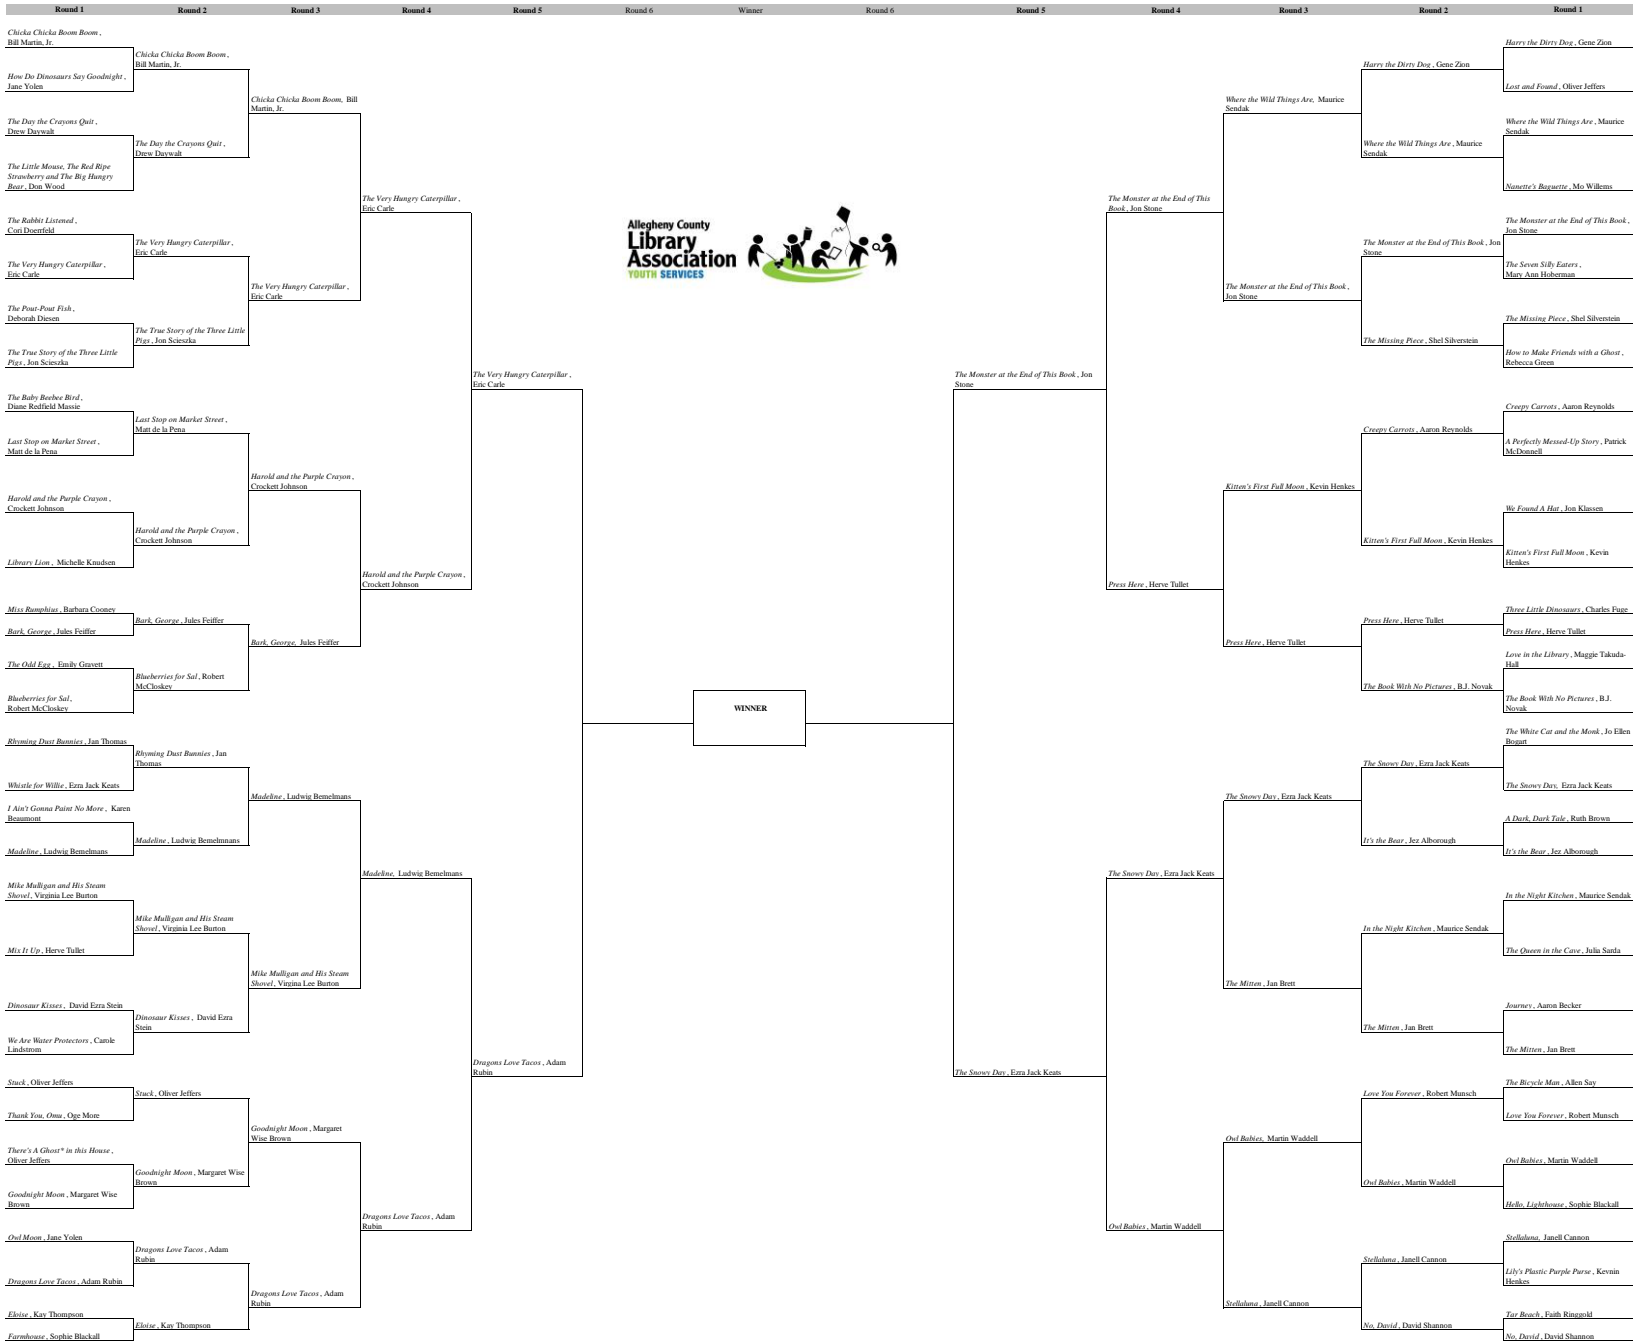 Round 1 Round 2 Round 3 Round 4 Round 5 Round 6 Winner Round 6 Round 5 Round 4 Round 3 Round 2 Round 1
Chicka Chicka Boom Boom ,
Bill Martin, Jr.
How Do Dinosaurs Say Goodnight ,
Jane Yolen
The Day the Crayons Quit ,
Drew Daywalt
The Little Mouse, The Red Ripe
Strawberry and The Big Hungry
Bear , Don Wood
The Rabbit Listened ,
Cori Doerrfeld
The Very Hungry Caterpillar ,
Eric Carle
The Pout-Pout Fish ,
Deborah Diesen
The True Story of the Three Little
Pigs , Jon Scieszka
The Baby Beebee Bird ,
Diane Redfield Massie
Last Stop on Market Street ,
Matt de la Pena
Harold and the Purple Crayon ,
Crockett Johnson
Library Lion , Michelle Knudsen
Miss Rumphius , Barbara Cooney
Bark, George , Jules Feiffer
The Odd Egg , Emily Gravett
Blueberries for Sal ,
Robert McCloskey
Rhyming Dust Bunnies , Jan Thomas
Whistle for Willie , Ezra Jack Keats
I Ain't Gonna Paint No More , Karen
Beaumont
Madeline , Ludwig Bemelmans
Mike Mulligan and His Steam
Shovel , Virginia Lee Burton
Mix It Up , Herve Tullet
Dinosaur Kisses , David Ezra Stein
We Are Water Protectors , Carole
Lindstrom
Stuck , Oliver Jeffers
Thank You, Omu , Oge More
There's A Ghost* in this House ,
Oliver Jeffers
Goodnight Moon , Margaret Wise
Brown
Owl Moon , Jane Yolen
Dragons Love Tacos , Adam Rubin
Eloise , Kay Thompson
Farmhouse , Sophie Blackall
Chicka Chicka Boom Boom ,
Bill Martin, Jr.
The Day the Crayons Quit ,
Drew Daywalt
The Very Hungry Caterpillar ,
Eric Carle
The True Story of the Three Little
Pigs , Jon Scieszka
Last Stop on Market Street ,
Matt de la Pena
Harold and the Purple Crayon ,
Crockett Johnson
Bark, George , Jules Feiffer
Blueberries for Sal , Robert
McCloskey
Rhyming Dust Bunnies , Jan
Thomas
Madeline , Ludwig Bemelmnans
Mike Mulligan and His Steam
Shovel , Virginia Lee Burton
Dinosaur Kisses , David Ezra
Stein
Stuck , Oliver Jeffers
Goodnight Moon , Margaret Wise
Brown
Dragons Love Tacos , Adam
Rubin
Eloise , Kay Thompson
Chicka Chicka Boom Boom, Bill
Martin, Jr.
The Very Hungry Caterpillar ,
Eric Carle
Harold and the Purple Crayon ,
Crockett Johnson
Bark, George, Jules Feiffer
Madeline , Ludwig Bemelmans
Mike Mulligan and His Steam
Shovel , Virgina Lee Burton
Goodnight Moon , Margaret
Wise Brown
Dragons Love Tacos , Adam
Rubin
The Very Hungry Caterpillar ,
Eric Carle
Harold and the Purple Crayon ,
Crockett Johnson
Madeline, Ludwig Bemelmans
Dragons Love Tacos , Adam
Rubin
The Very Hungry Caterpillar ,
Eric Carle
Dragons Love Tacos , Adam
Rubin
Allegheny County
Library
Association
YOUTH SERVICES
WINNER
The Monster at the End of This Book , Jon
Stone
The Snowy Day , Ezra Jack Keats
The Monster at the End of This
Book , Jon Stone
Press Here , Herve Tullet
The Snowy Day , Ezra Jack Keats
Owl Babies , Martin Waddell
Where the Wild Things Are, Maurice
Sendak
The Monster at the End of This Book ,
Jon Stone
Kitten's First Full Moon , Kevin Henkes
Press Here , Herve Tullet
The Snowy Day , Ezra Jack Keats
The Mitten , Jan Brett
Owl Babies, Martin Waddell
Stellaluna , Janell Cannon
Harry the Dirty Dog , Gene Zion
Where the Wild Things Are , Maurice
Sendak
The Monster at the End of This Book , Jon
Stone
The Missing Piece , Shel Silverstein
Creepy Carrots , Aaron Reynolds
Kitten's First Full Moon , Kevin Henkes
Press Here , Herve Tullet
The Book With No Pictures , B.J. Novak
The Snowy Day , Ezra Jack Keats
It's the Bear , Jez Alborough
In the Night Kitchen , Maurice Sendak
The Mitten , Jan Brett
Love You Forever , Robert Munsch
Owl Babies , Martin Waddell
Stellaluna , Janell Cannon
No, David , David Shannon
Harry the Dirty Dog , Gene Zion
Lost and Found , Oliver Jeffers
Where the Wild Things Are , Maurice
Sendak
Nanette's Baguette , Mo Willems
The Monster at the End of This Book ,
Jon Stone
The Seven Silly Eaters ,
Mary Ann Hoberman
The Missing Piece , Shel Silverstein
How to Make Friends with a Ghost ,
Rebecca Green
Creepy Carrots , Aaron Reynolds
A Perfectly Messed-Up Story , Patrick
McDonnell
We Found A Hat , Jon Klassen
Kitten's First Full Moon , Kevin
Henkes
Three Little Dinosaurs , Charles Fuge
Press Here , Herve Tullet
Love in the Library , Maggie Takuda-
Hall
The Book With No Pictures , B.J.
Novak
The White Cat and the Monk , Jo Ellen
Bogart
The Snowy Day, Ezra Jack Keats
A Dark, Dark Tale , Ruth Brown
It's the Bear , Jez Alborough
In the Night Kitchen , Maurice Sendak
The Queen in the Cave , Julia Sarda
Journey , Aaron Becker
The Mitten , Jan Brett
The Bicycle Man , Allen Say
Love You Forever , Robert Munsch
Owl Babies , Martin Waddell
Hello, Lighthouse , Sophie Blackall
Stellaluna, Janell Cannon
Lily's Plastic Purple Purse , Kevnin
Henkes
Tar Beach , Faith Ringgold
No, David , David Shannon